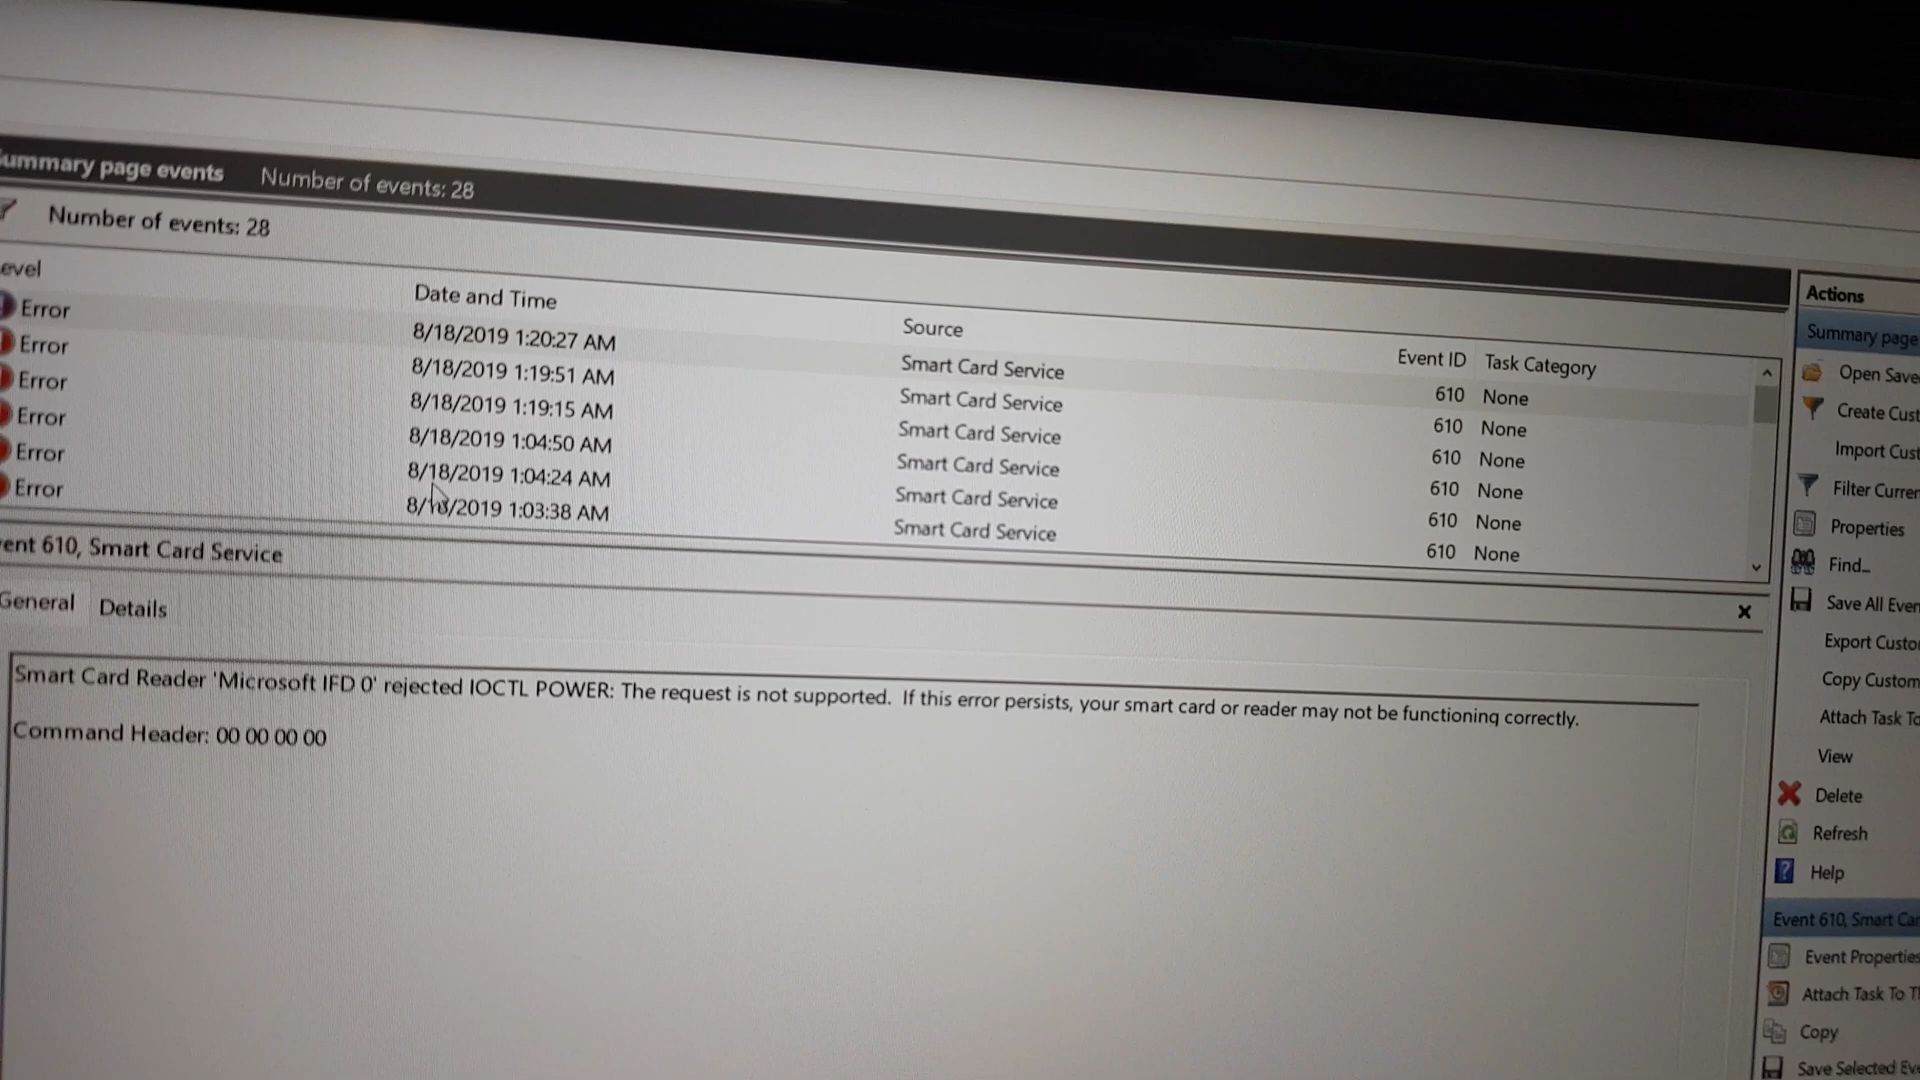 ummary page events Number of events: 28
Number of events: 28
evel Date and Time Source Event ID Task Category
Error 8/18/2019 1:20:27 AM Smart Card Service 610 None
Error 8/18/2019 1:19:51 AM Smart Card Service 610 None
Error 8/18/2019 1:19:15 AM Smart Card Service 610 None
Error 8/18/2019 1:04:50 AM Smart Card Service 610 None
Error 8/18/2019 1:04:24 AM Smart Card Service 610 None
Error 8/18/2019 1:03:38 AM Smart Card Service 610 None
ent 610, Smart Card Service
General Details
Smart Card Reader 'Microsoft IFD 0' rejected IOCTL POWER: The request is not supported. If this error persists, your smart card or reader may not be functioning correctly.
Command Header: 00 00 00 00
Actions
Summary page
Open Save
Create Cust
Import Cust
Filter Curren
Properties
Find...
Save All Even
Export Custo
Copy Custom
Attach Task To
View
Delete
Refresh
Help
Event 610, Smart Car
Event Properties
Attach Task To T
Copy
Save Selected Eve